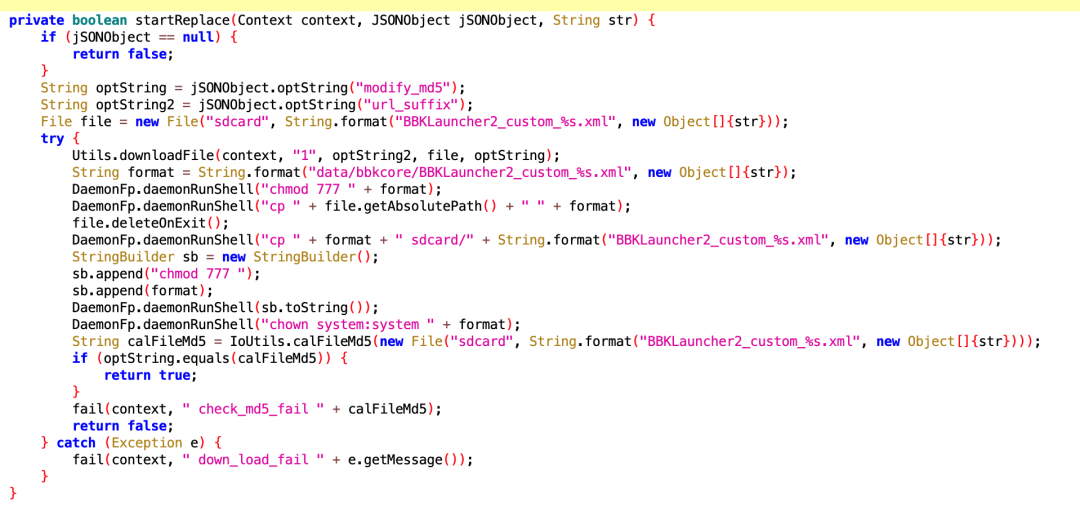 private boolean startReplace(Context context, JSONObject jSONObject, String str) {
    if (jSONObject == null) {
        return false;
    }
    String optString = jSONObject.optString("modify_md5");
    String optString2 = jSONObject.optString("url_suffix");
    File file = new File("sdcard", String.format("BBKLauncher2_custom_%s.xml", new Object[]{str}));
    try {
        Utils.downloadFile(context, "1", optString2, file, optString);
        String format = String.format("data/bbkcore/BBKLauncher2_custom_%s.xml", new Object[]{str});
        DaemonFp.daemonRunShell("chmod 777 " + format);
        DaemonFp.daemonRunShell("cp " + file.getAbsolutePath() + " " + format);
        file.deleteOnExit();
        DaemonFp.daemonRunShell("cp " + format + " sdcard/" + String.format("BBKLauncher2_custom_%s.xml", new Object[]{str}));
        StringBuilder sb = new StringBuilder();
        sb.append("chmod 777 ");
        sb.append(format);
        DaemonFp.daemonRunShell(sb.toString());
        DaemonFp.daemonRunShell("chown system:system " + format);
        String calFileMd5 = IoUtils.calFileMd5(new File("sdcard", String.format("BBKLauncher2_custom_%s.xml", new Object[]{str})));
        if (optString.equals(calFileMd5)) {
            return true;
        }
        fail(context, " check_md5_fail " + calFileMd5);
        return false;
    } catch (Exception e) {
        fail(context, " down_load_fail " + e.getMessage());
    }
}